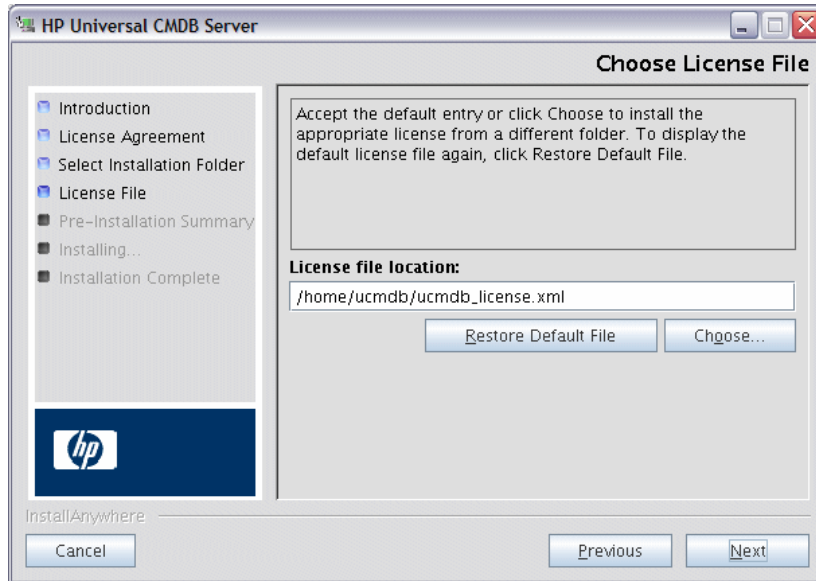 HP Universal CMDB Server
Choose License File
Introduction
License Agreement
Select Installation Folder
License File
Pre-Installation Summary
Installing...
Installation Complete
Accept the default entry or click Choose to install the
appropriate license from a different folder. To display the
default license file again, click Restore Default File.
License file location:
/home/ucmdb/ucmdb_license.xml
Restore Default File
Choose...
hp
InstallAnywhere
Cancel
Previous
Next